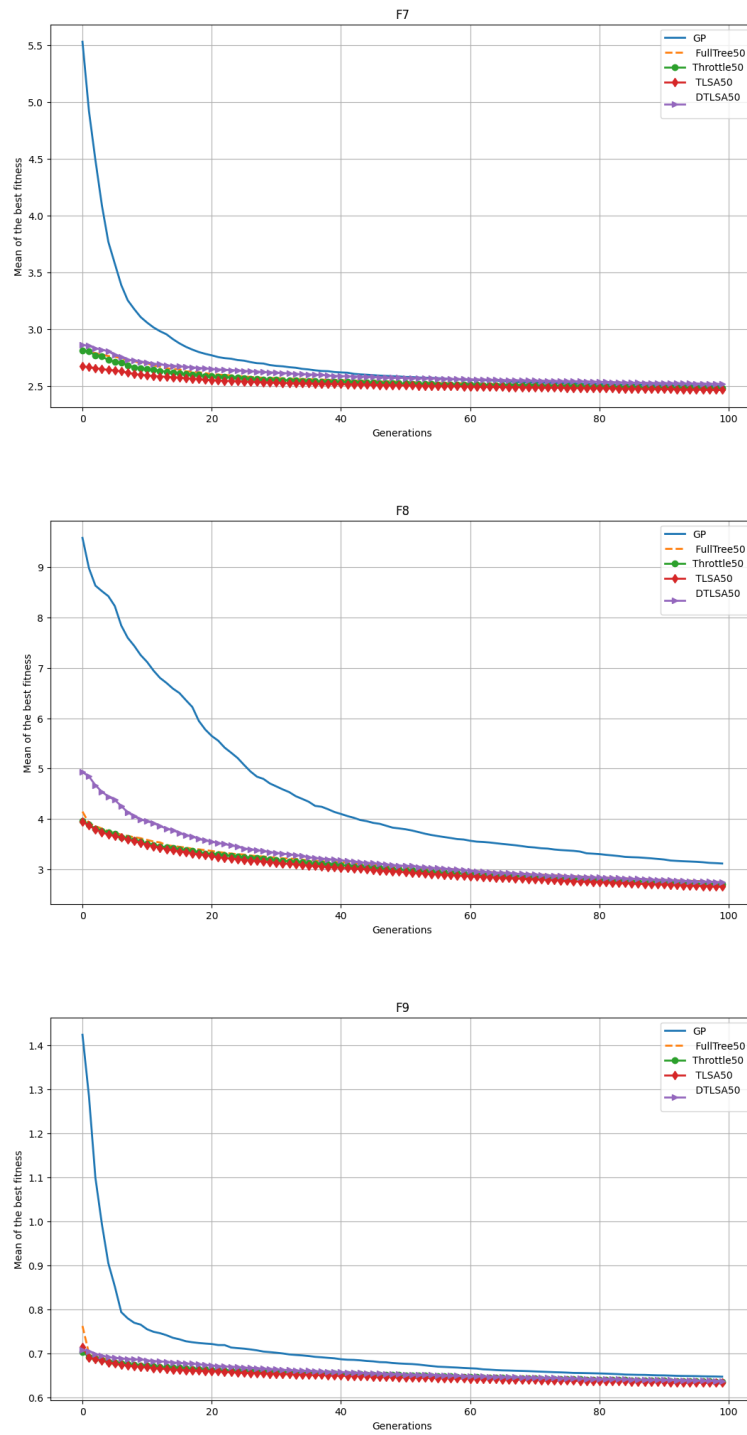 F7
5.5
5.0
4.5
4.0
3.5
3.0
2.5
Mean of the best fitness
GP
FullTree50
Throttle50
TLSA50
DTLSA50
0 20 40 60 80 100
Generations
F8
9
8
7
6
5
4
3
Mean of the best fitness
GP
FullTree50
Throttle50
TLSA50
DTLSA50
0 20 40 60 80 100
Generations
F9
1.4
1.3
1.2
1.1
1.0
0.9
0.8
0.7
0.6
Mean of the best fitness
GP
FullTree50
Throttle50
TLSA50
DTLSA50
0 20 40 60 80 100
Generations